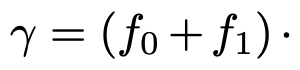 γ = (f₀ + f₁) ·